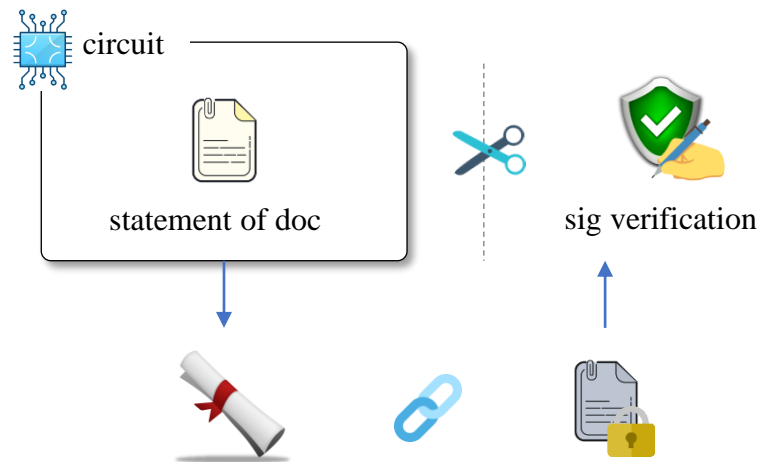 circuit
statement of doc
sig verification